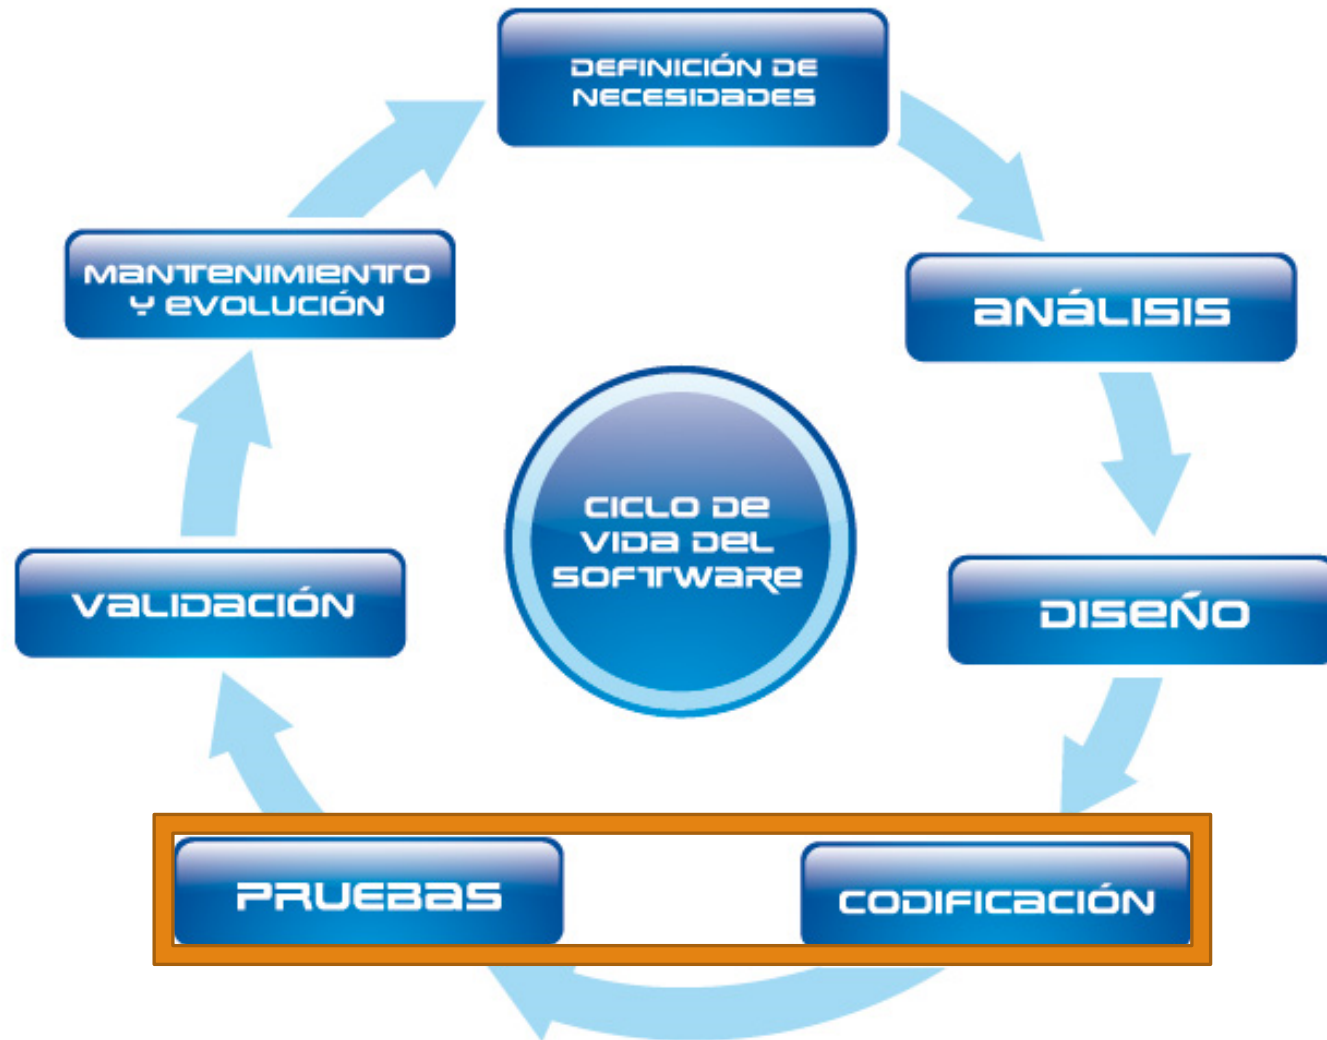 DEFINICIÓN DE
NECESIDADES
ANÁLISIS
DISEÑO
CODIFICACIÓN
PRUEBAS
VALIDACIÓN
MANTENIMIENTO
Y EVOLUCIÓN
CICLO DE
VIDA DEL
SOFTWARE